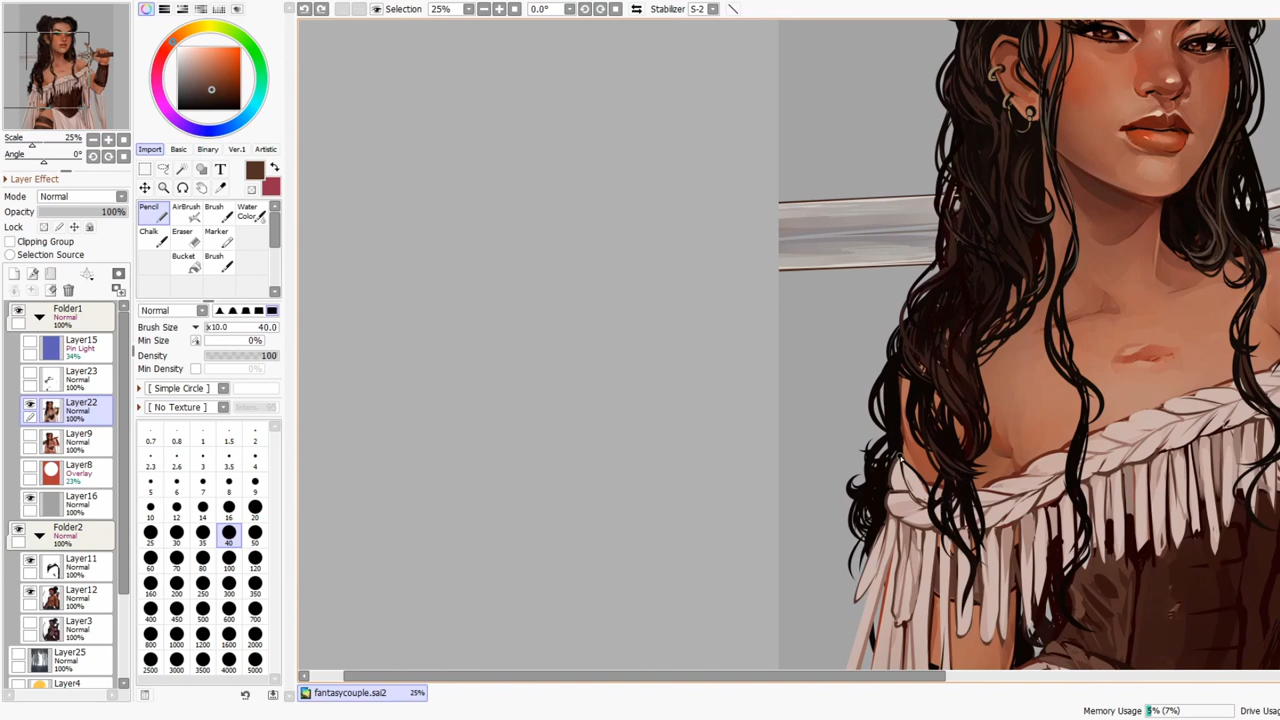 Selection 25% 0.0° Stabilizer S-2
Scale 25%
Angle 0°
Layer Effect
Mode Normal
Opacity 100%
Lock
Clipping Group
Selection Source
Folder1
Normal
100%
Layer15
Pin Light
34%
Layer23
Normal
100%
Layer22
Normal
100%
Layer9
Normal
100%
Layer8
Overlay
23%
Layer16
Normal
100%
Folder2
Normal
100%
Layer11
Normal
100%
Layer12
Normal
100%
Layer3
Normal
100%
Layer25
Normal
100%
Layer4
Import Basic Binary Ver.1 Artistic
T
Pencil AirBrush Brush Water Color
Chalk Eraser Marker
Bucket Brush
Normal
Brush Size x10.0 40.0
Min Size 0%
Density 100
Min Density 0%
[ Simple Circle ]
[ No Texture ] 95
0.7 0.8 1 1.5 2
2.3 2.6 3 3.5 4
5 6 7 8 9
10 12 14 16 20
25 30 35 40 50
60 70 80 100 120
160 200 250 300 350
400 450 500 600 700
800 1000 1200 1600 2000
2500 3000 3500 4000 5000
fantasycouple.sai2 25%
Memory Usage 5% (7%) Drive Usa